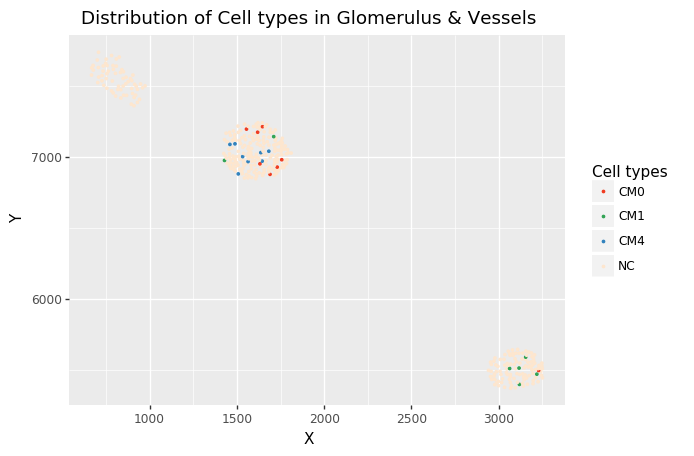 Distribution of Cell types in Glomerulus & Vessels
Cell types
CM0
CM1
CM4
NC
Y
7000
6000
1000 1500 2000 2500 3000
X